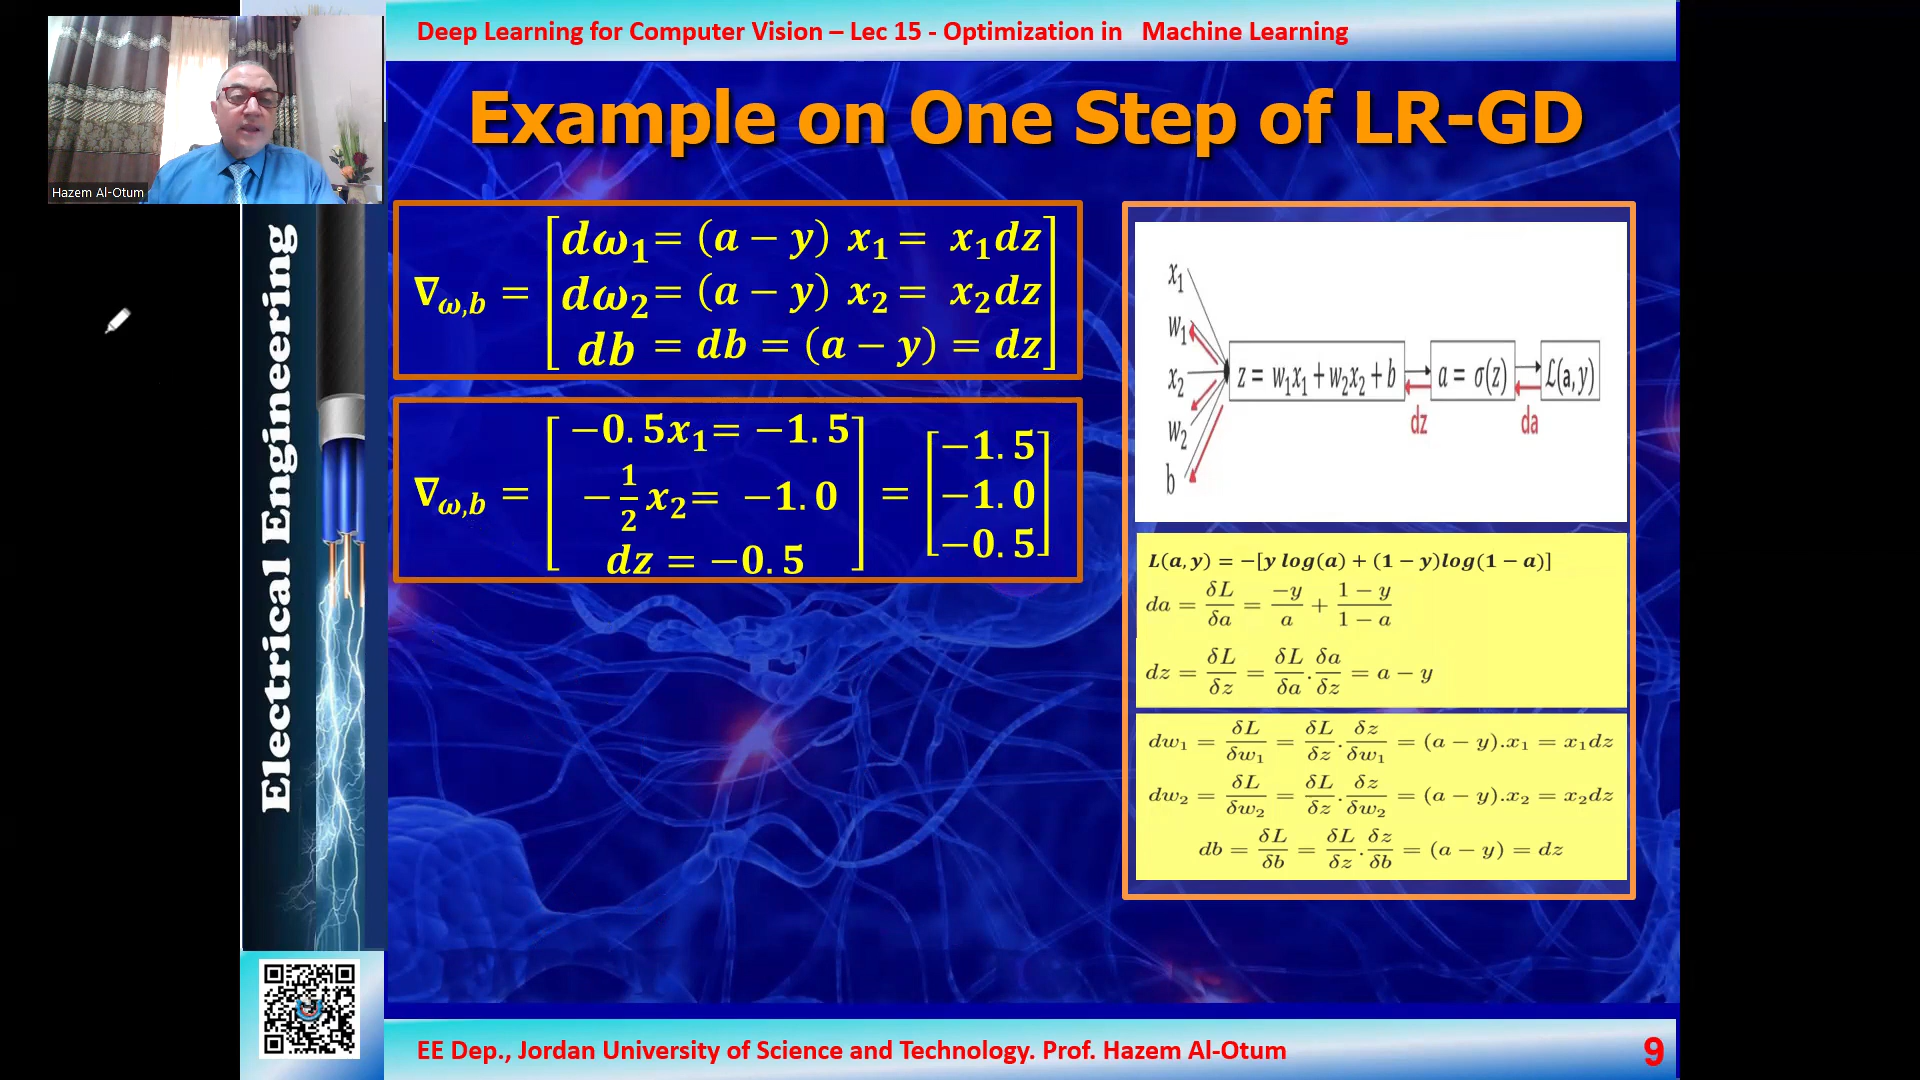 Deep Learning for Computer Vision – Lec 15 - Optimization in Machine Learning
Example on One Step of LR-GD
Hazem Al-Otum
Electrical Engineering
∇ω,b = [dω₁= (a − y) x₁ = x₁dz
dω₂= (a − y) x₂ = x₂dz
db = db = (a − y) = dz]
∇ω,b = [−0.5x₁= −1.5
−1/2 x₂= −1.0
dz = −0.5] = [−1.5
−1.0
−0.5]
x₁
w₁
x₂
w₂
b
z = w₁x₁ + w₂x₂ + b
a = σ(z)
ℒ(a, y)
dz
da
L(a, y) = −[y log(a) + (1 − y)log(1 − a)]
da = δL/δa = −y/a + 1 − y/1 − a
dz = δL/δz = δL/δa . δa/δz = a − y
dw₁ = δL/δw₁ = δL/δz . δz/δw₁ = (a − y).x₁ = x₁dz
dw₂ = δL/δw₂ = δL/δz . δz/δw₂ = (a − y).x₂ = x₂dz
db = δL/δb = δL/δz . δz/δb = (a − y) = dz
EE Dep., Jordan University of Science and Technology. Prof. Hazem Al-Otum
9